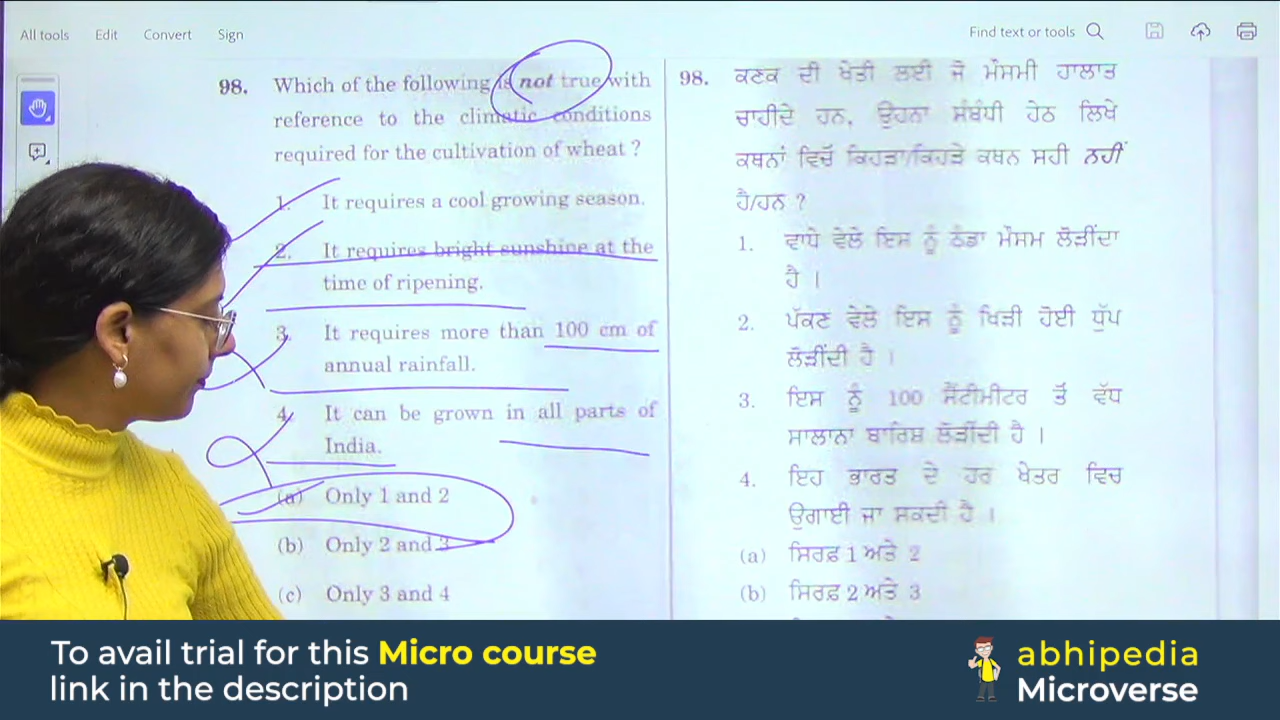 All tools Edit Convert Sign Find text or tools
98. Which of the following is not true with
reference to the climatic conditions
required for the cultivation of wheat ?
1. It requires a cool growing season.
2. It requires bright sunshine at the
time of ripening.
3. It requires more than 100 cm of
annual rainfall.
4. It can be grown in all parts of
India.
(a) Only 1 and 2
(b) Only 2 and 3
(c) Only 3 and 4
98. ਕਣਕ ਦੀ ਖੇਤੀ ਲਈ ਜੋ ਮੌਸਮੀ ਹਾਲਾਤ
ਚਾਹੀਦੇ ਹਨ, ਉਹਨਾ ਸੰਬੰਧੀ ਹੇਠ ਲਿਖੇ
ਕਥਨਾਂ ਵਿਚੋਂ ਕਿਹੜਾ/ਕਿਹੜੇ ਕਥਨ ਸਹੀ ਨਹੀਂ
ਹੈ/ਹਨ ?
1. ਵਾਧੇ ਵੇਲੇ ਇਸ ਨੂੰ ਠੰਡਾ ਮੌਸਮ ਲੋੜੀਂਦਾ
ਹੈ ।
2. ਪੱਕਣ ਵੇਲੇ ਇਸ ਨੂੰ ਖਿੜੀ ਹੋਈ ਧੁੱਪ
ਲੋੜੀਂਦੀ ਹੈ ।
3. ਇਸ ਨੂੰ 100 ਸੈਂਟੀਮੀਟਰ ਤੋਂ ਵੱਧ
ਸਾਲਾਨਾ ਬਾਰਿਸ਼ ਲੋੜੀਂਦੀ ਹੈ ।
4. ਇਹ ਭਾਰਤ ਦੇ ਹਰ ਖੇਤਰ ਵਿਚ
ਉਗਾਈ ਜਾ ਸਕਦੀ ਹੈ ।
(a) ਸਿਰਫ਼ 1 ਅਤੇ 2
(b) ਸਿਰਫ਼ 2 ਅਤੇ 3
To avail trial for this Micro course
link in the description
abhipedia
Microverse